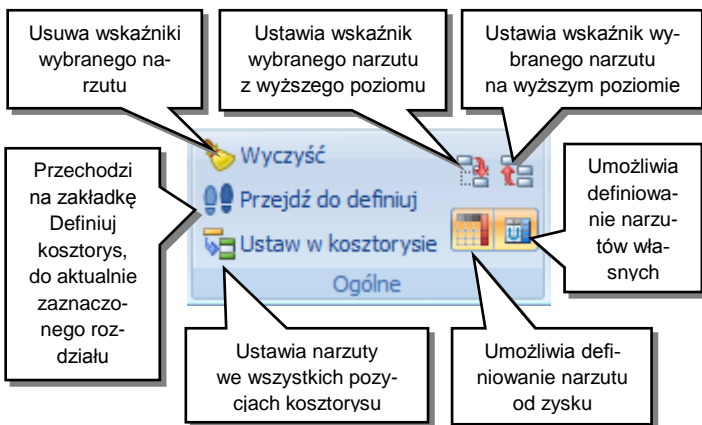 Usuwa wskaźniki
wybranego na-
rzutu
Ustawia wskaźnik
wybranego narzutu
z wyższego poziomu
Ustawia wskaźnik wy-
branego narzutu
na wyższym poziomie
Przechodzi
na zakładkę
Definiuj
kosztorys,
do aktualnie
zaznaczo-
nego roz-
działu
Wyczyść
Przejdź do definiuj
Ustaw w kosztorysie
Ogólne
U
Umożliwia
definiowa-
nie narzu-
tów wła-
snych
Ustawia narzuty
we wszystkich pozy-
cjach kosztorysu
Umożliwia defi-
niowanie narzutu
od zysku